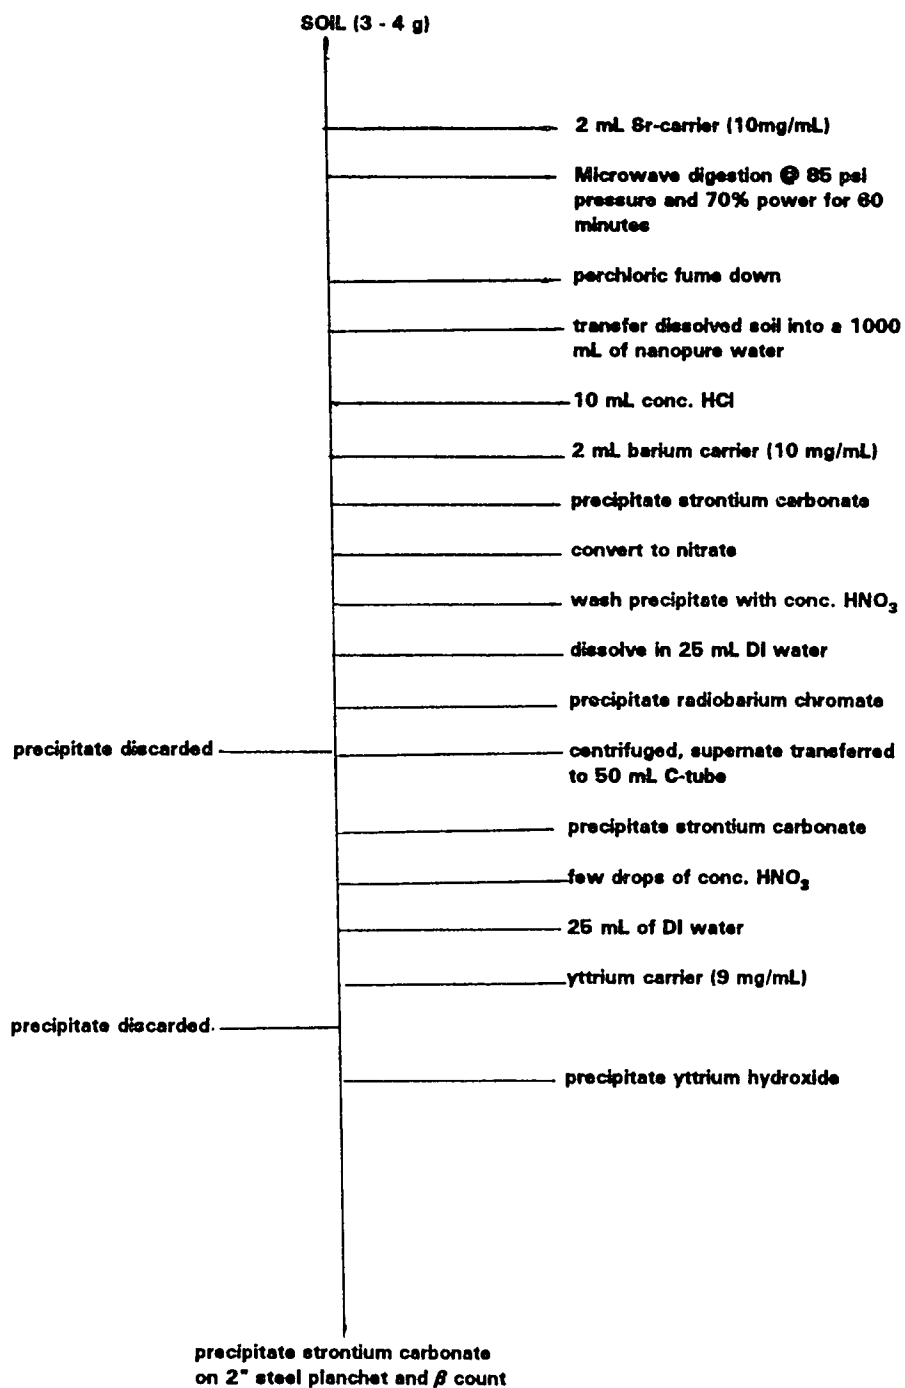 SOIL (3 - 4 g)
2 mL Sr-carrier (10mg/mL)
Microwave digestion @ 85 psi
pressure and 70% power for 60
minutes
perchloric fume down
transfer dissolved soil into a 1000
mL of nanopure water
10 mL conc. HCl
2 mL barium carrier (10 mg/mL)
precipitate strontium carbonate
convert to nitrate
wash precipitate with conc. HNO₃
dissolve in 25 mL DI water
precipitate radiobarium chromate
precipitate discarded
centrifuged, supernate transferred
to 50 mL C-tube
precipitate strontium carbonate
few drops of conc. HNO₃
25 mL of DI water
yttrium carrier (9 mg/mL)
precipitate discarded.
precipitate yttrium hydroxide
precipitate strontium carbonate
on 2" steel planchet and β count